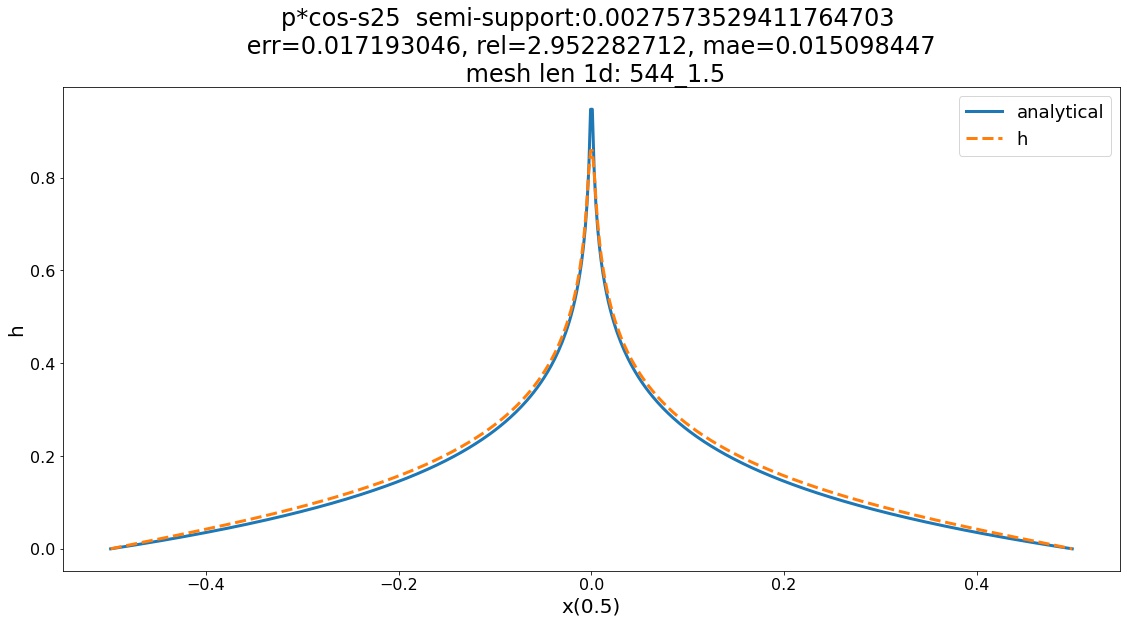 p*cos-s25  semi-support:0.0027573529411764703
err=0.017193046, rel=2.952282712, mae=0.015098447
mesh len 1d: 544_1.5
analytical
h
h
0.8
0.6
0.4
0.2
0.0
−0.4
−0.2
0.0
0.2
0.4
x(0.5)